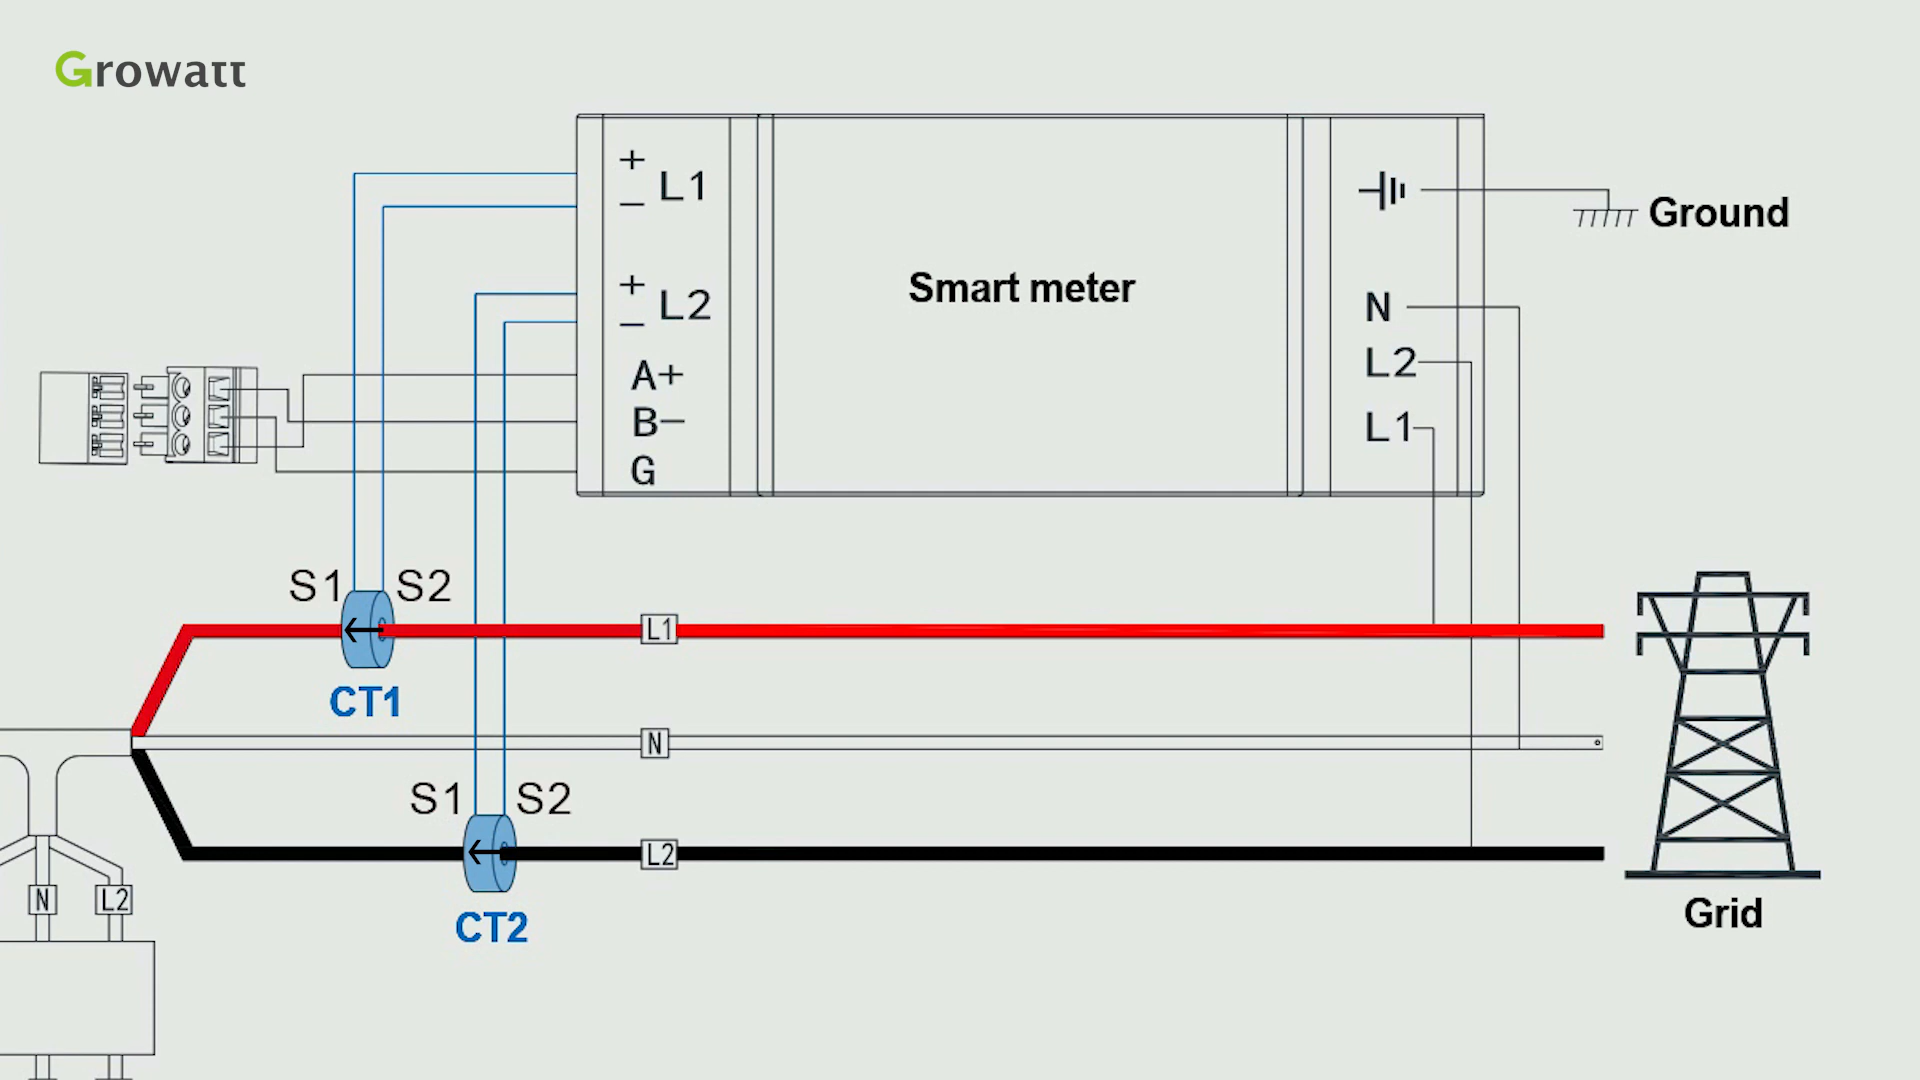 Growatt
+
L1
−
+
L2
−
A+
B−
G
Smart meter
Ground
N
L2
L1
S1 S2
L1
CT1
N
S1 S2
L2
CT2
N L2
Grid